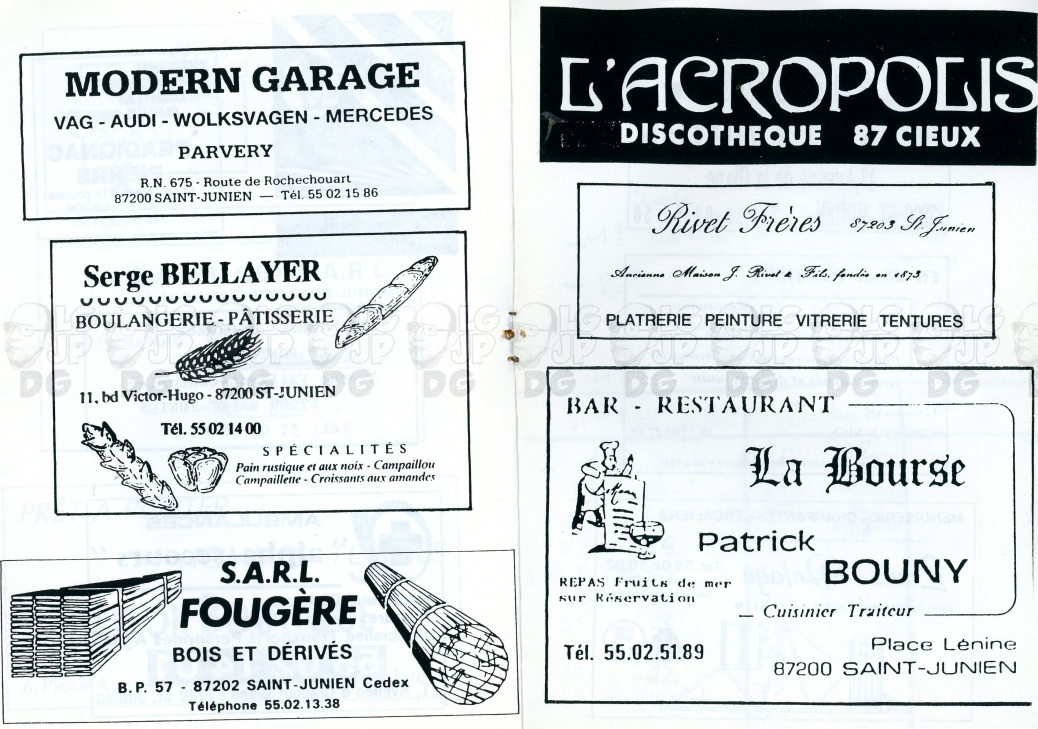 MODERN GARAGE
VAG - AUDI - WOLKSVAGEN - MERCEDES
PARVERY
R.N. 675 - Route de Rochechouart
87200 SAINT-JUNIEN — Tél. 55 02 15 86
Serge BELLAYER
BOULANGERIE - PÂTISSERIE
11, bd Victor-Hugo - 87200 ST-JUNIEN
Tél. 55 02 14 00
SPÉCIALITÉS
Pain rustique et aux noix - Campaillou
Campaillette - Croissants aux amandes
S.A.R.L.
FOUGÈRE
BOIS ET DÉRIVÉS
B.P. 57 - 87202 SAINT-JUNIEN Cedex
Téléphone 55.02.13.38
L'ACROPOLIS
DISCOTHEQUE 87 CIEUX
Rivet Frères 87203 St. Junien
Ancienne Maison J. Rivet & Fils, fondée en 1873
PLATRERIE PEINTURE VITRERIE TENTURES
BAR - RESTAURANT
La Bourse
Menu
Patrick
BOUNY
REPAS Fruits de mer
sur Réservation
Cuisinier Traiteur
Tél. 55.02.51.89
Place Lénine
87200 SAINT-JUNIEN
LG
JP
DG